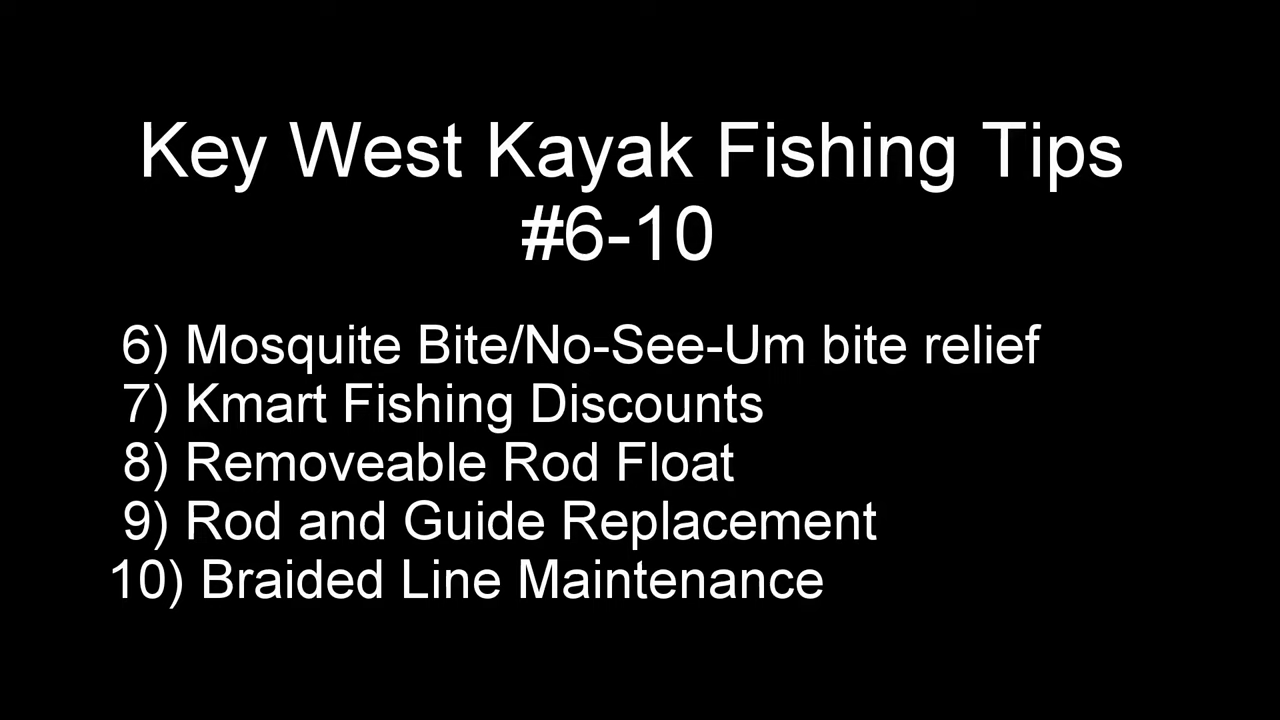 Key West Kayak Fishing Tips
#6-10
6) Mosquite Bite/No-See-Um bite relief
7) Kmart Fishing Discounts
8) Removeable Rod Float
9) Rod and Guide Replacement
10) Braided Line Maintenance